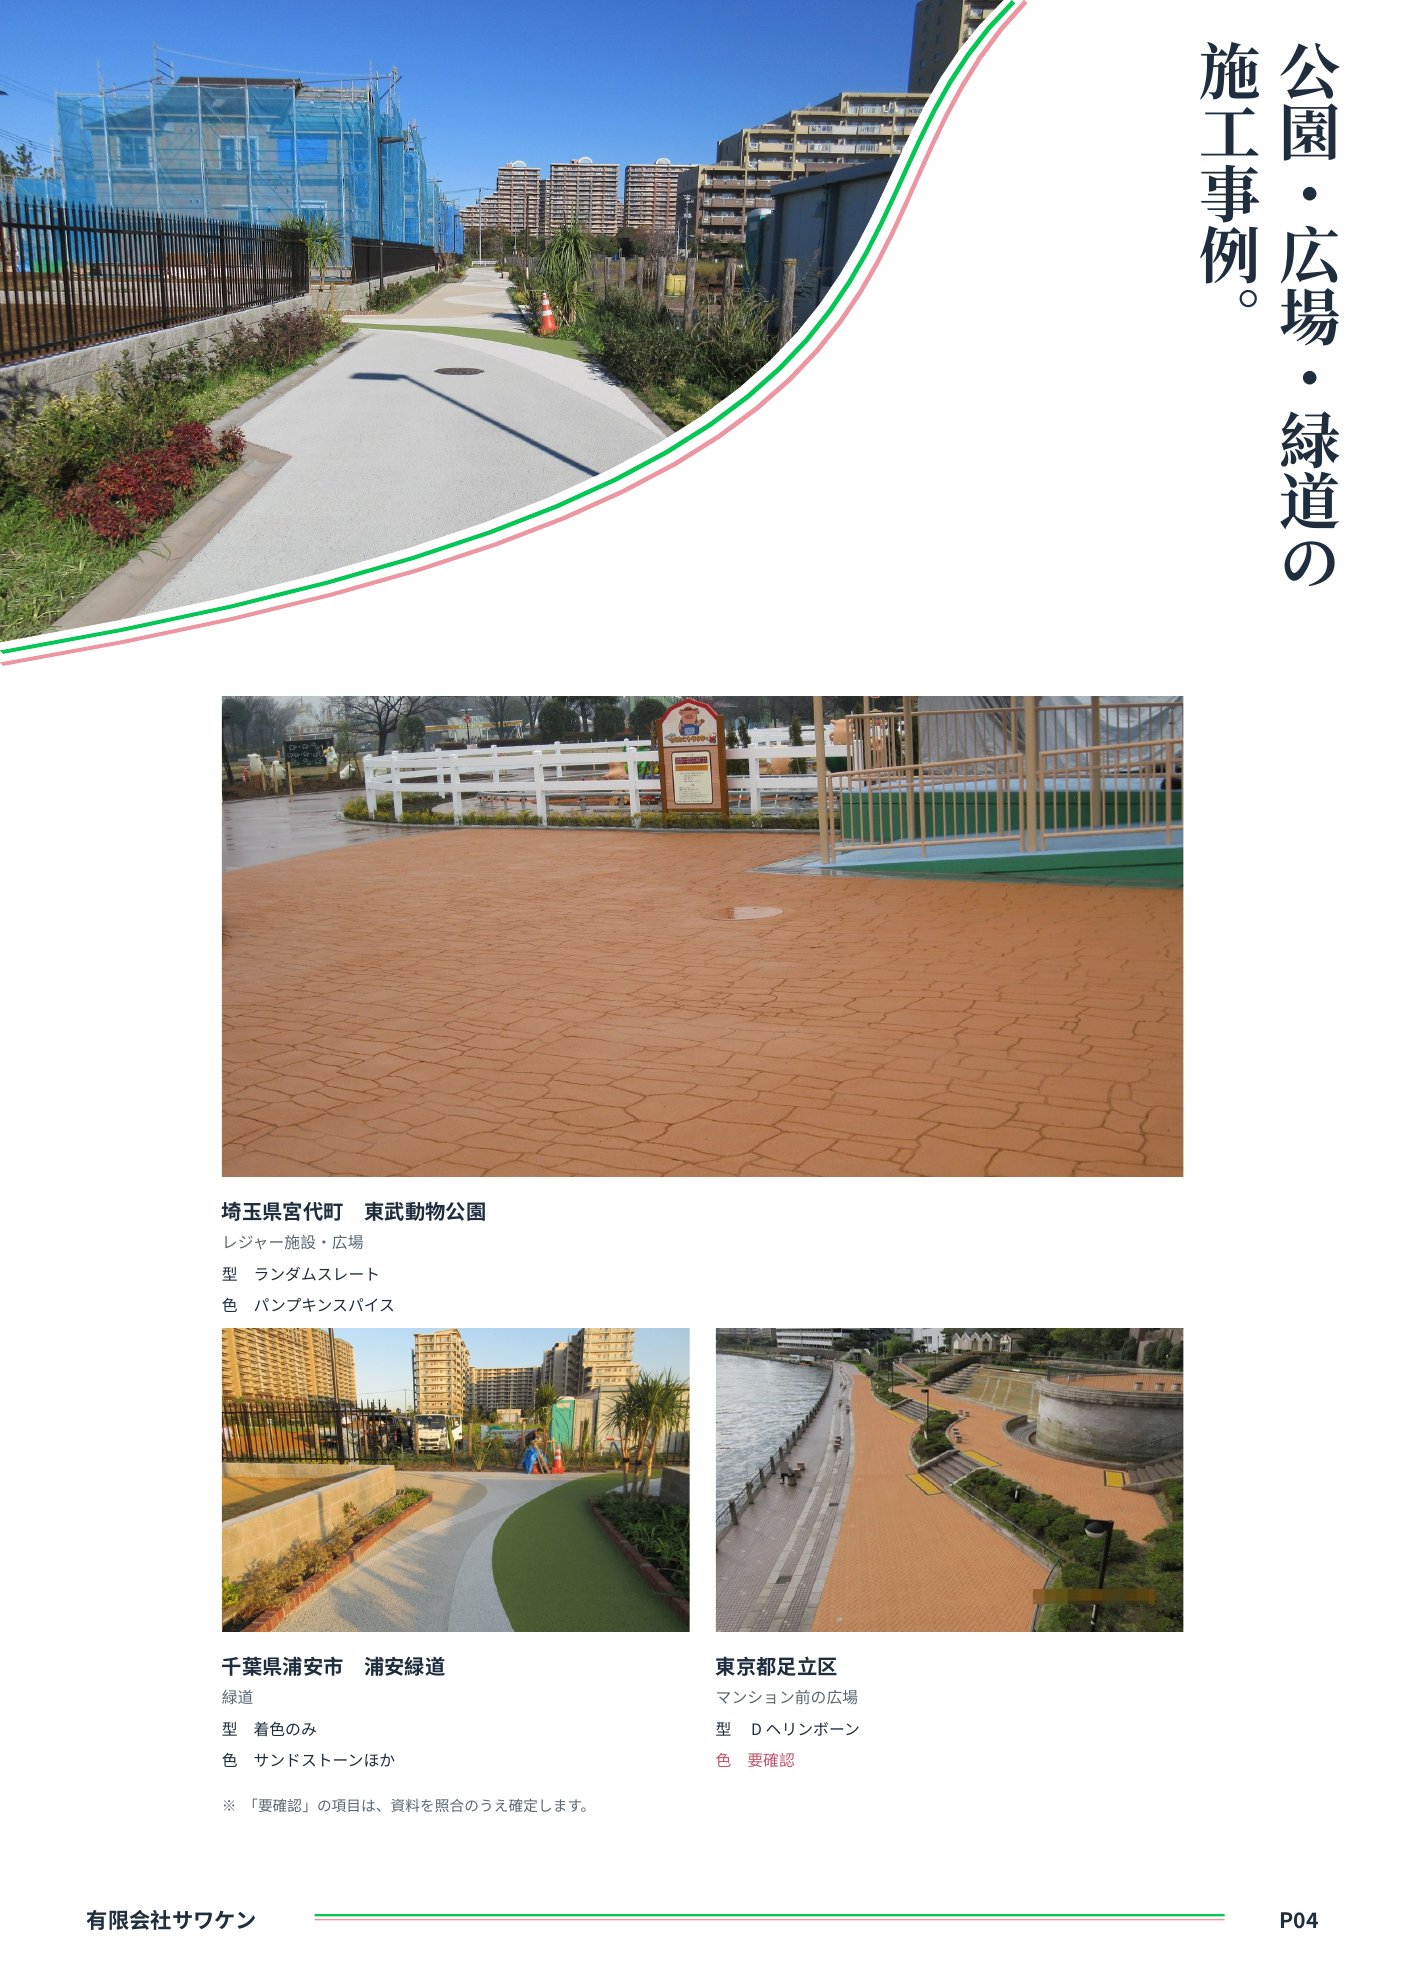 公園・広場・緑道の
施工事例。
埼玉県宮代町　東武動物公園
レジャー施設・広場
型　ランダムスレート
色　パンプキンスパイス
千葉県浦安市　浦安緑道
緑道
型　着色のみ
色　サンドストーンほか
東京都足立区
マンション前の広場
型　D ヘリンボーン
色　要確認
※　「要確認」の項目は、資料を照合のうえ確定します。
有限会社サワケン
P04